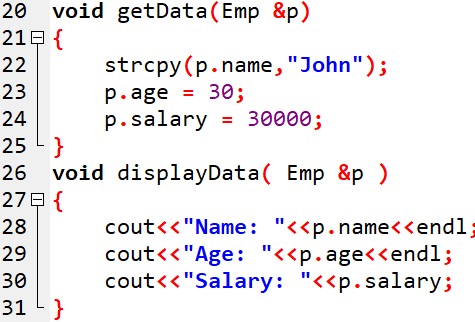 20 void getData(Emp &p)
21 {
22     strcpy(p.name,"John");
23     p.age = 30;
24     p.salary = 30000;
25 }
26 void displayData( Emp &p )
27 {
28     cout<<"Name: "<<p.name<<endl;
29     cout<<"Age: "<<p.age<<endl;
30     cout<<"Salary: "<<p.salary;
31 }